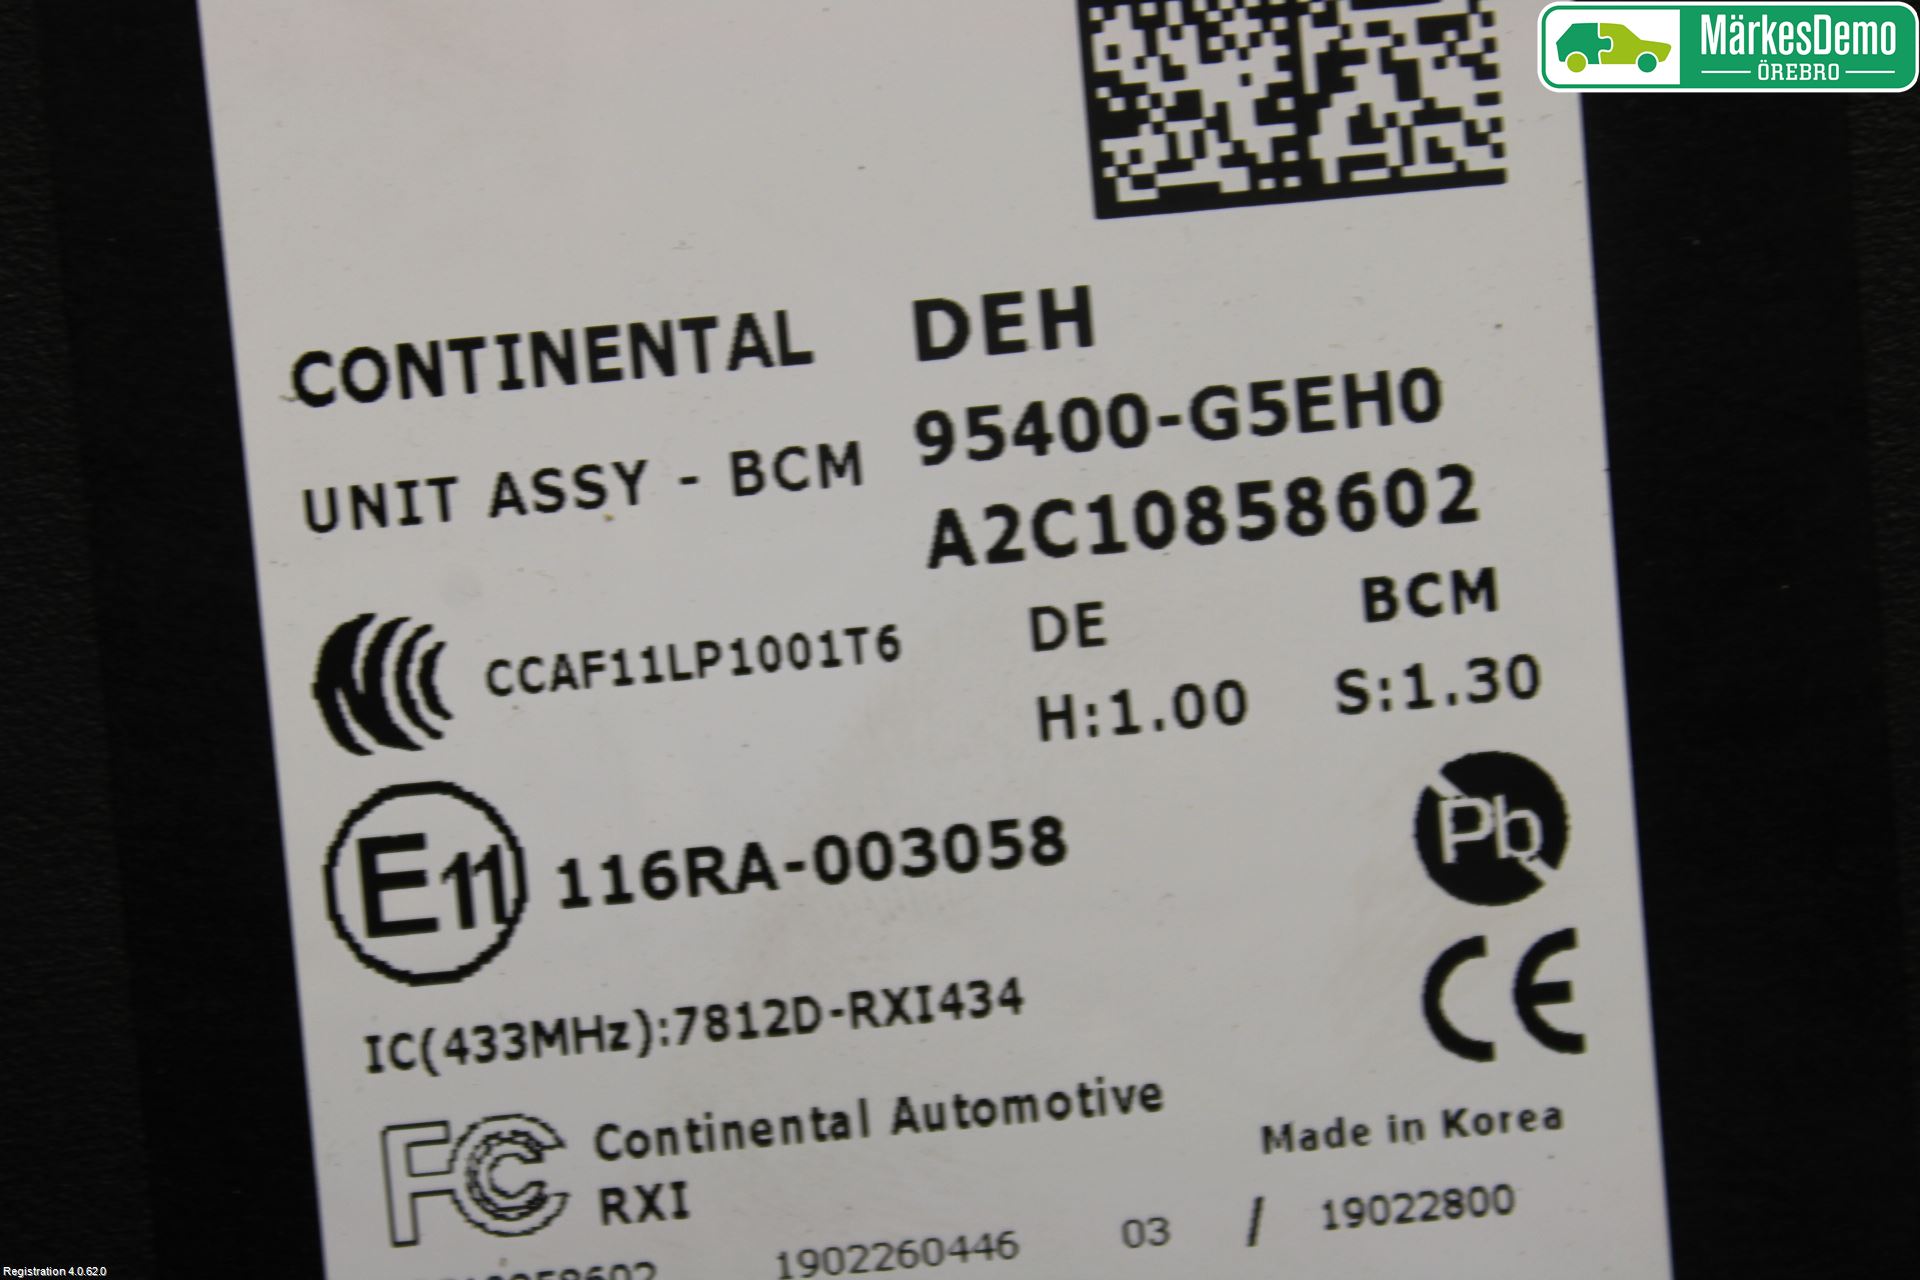 MärkesDemo
ÖREBRO
CONTINENTAL DEH
UNIT ASSY - BCM 95400-G5EH0
A2C10858602
CCAF11LP1001T6 DE BCM
H:1.00 S:1.30
E11 116RA-003058
Pb
CE
IC(433MHz):7812D-RXI434
FC Continental Automotive
RXI
Made in Korea
1902260446 03 / 19022800
Registration 4.0.62.0